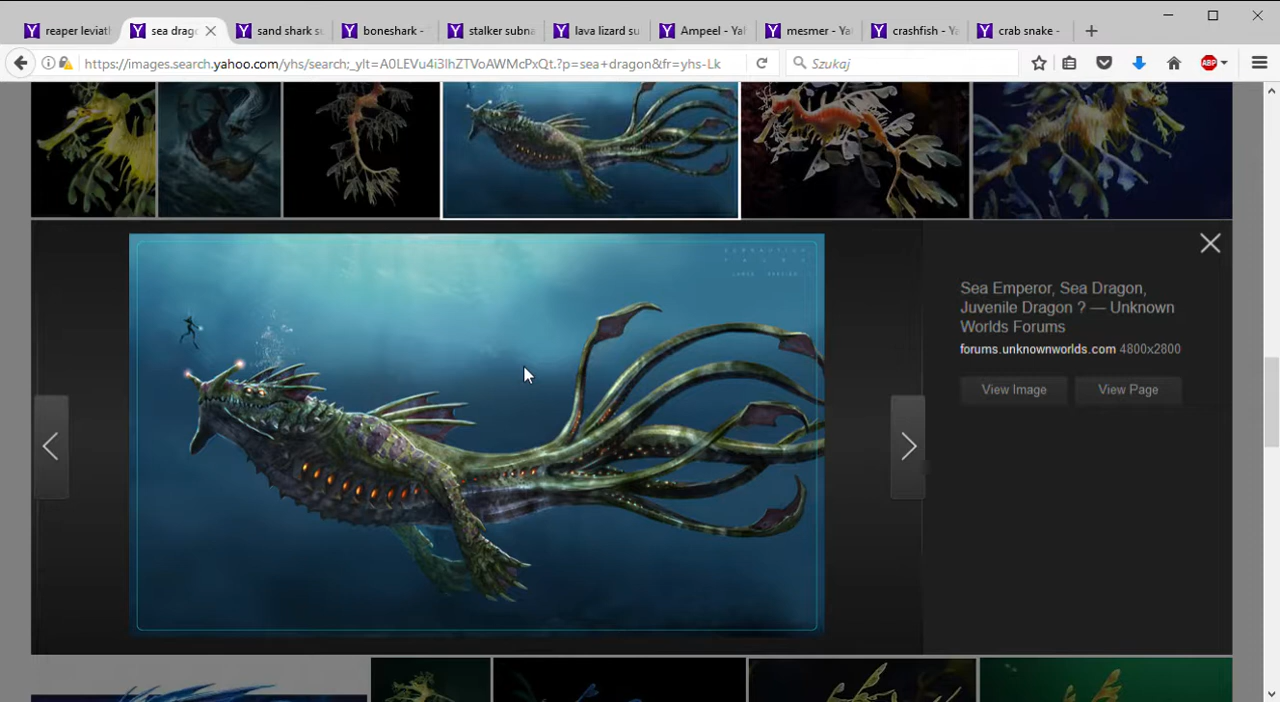 reaper leviat
sea drag
sand shark s
boneshark -
stalker subna
lava lizard su
Ampeel - Ya
mesmer - Ya
crashfish - Y
crab snake -
https://images.search.yahoo.com/yhs/search;_ylt=A0LEVu4i3lhZTVoAWMcPxQt.?p=sea+dragon&fr=yhs-Lk
Szukaj
ABP
Sea Emperor, Sea Dragon,
Juvenile Dragon ? — Unknown
Worlds Forums
forums.unknownworlds.com 4800x2800
View Image
View Page